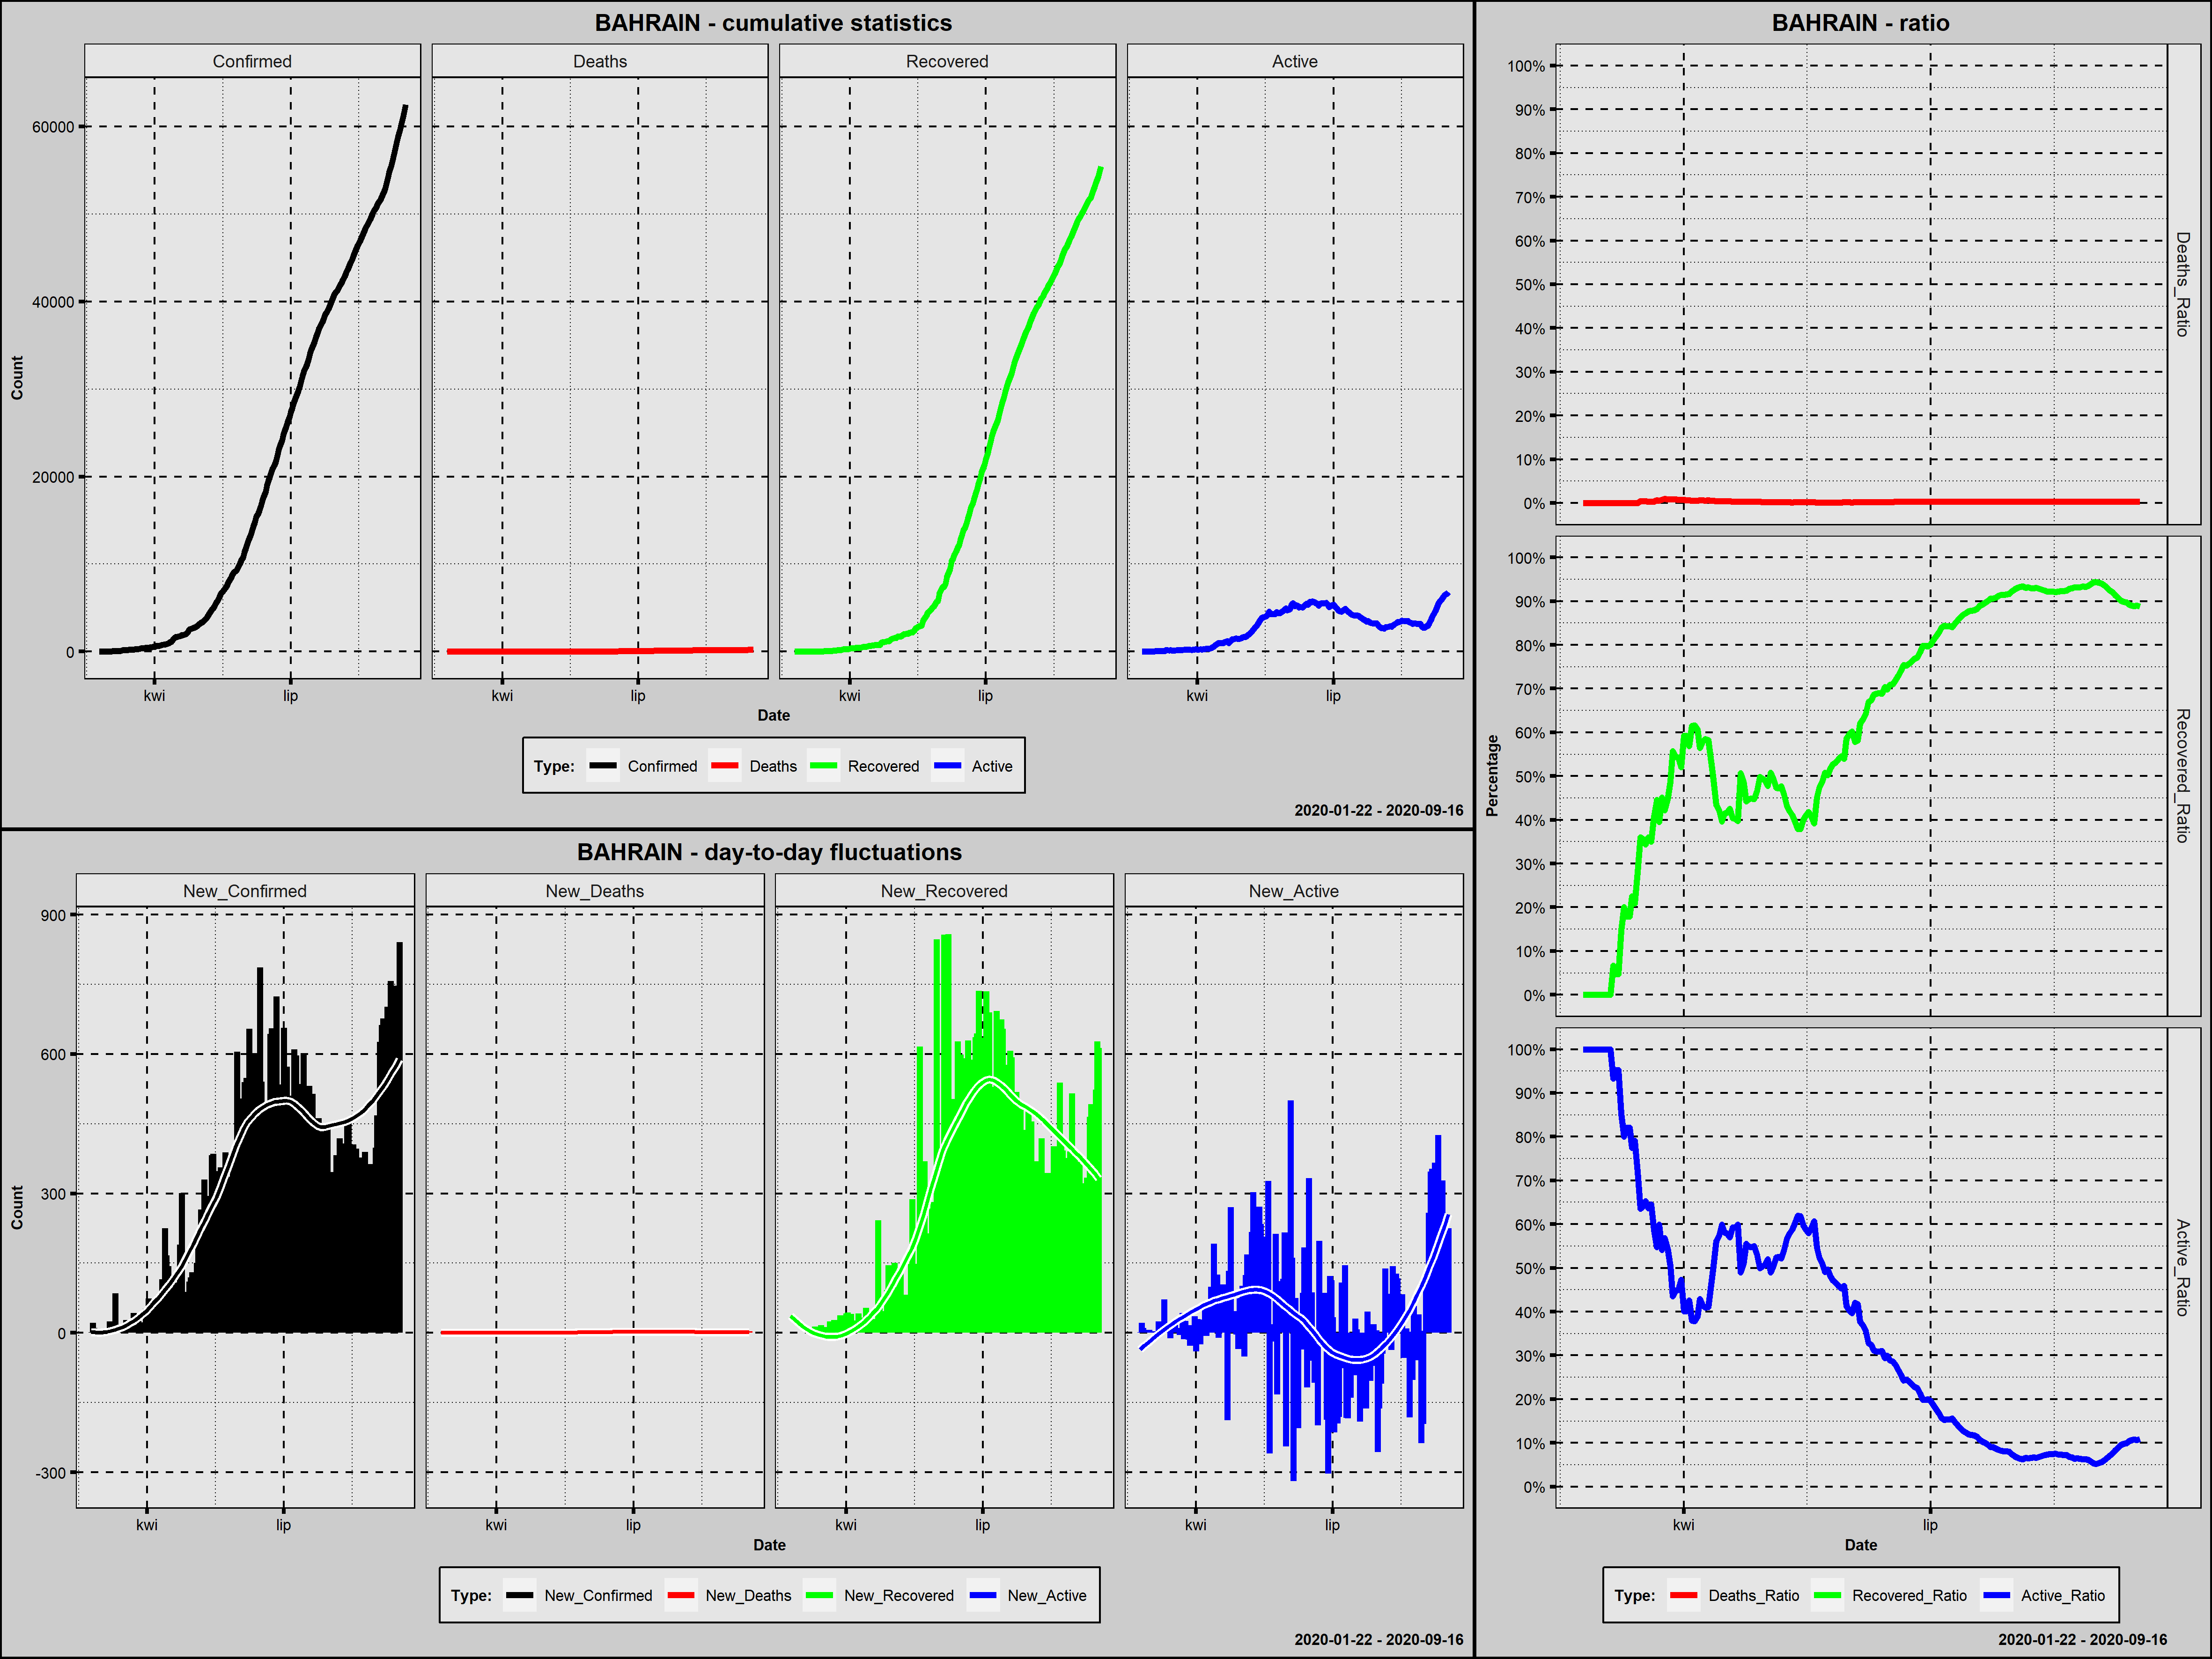 BAHRAIN - cumulative statistics
Confirmed Deaths Recovered Active
Count
60000
40000
20000
0
kwi lip kwi lip kwi lip kwi lip
Date
Type: Confirmed Deaths Recovered Active
2020-01-22 - 2020-09-16
BAHRAIN - day-to-day fluctuations
New_Confirmed New_Deaths New_Recovered New_Active
Count
900
600
300
0
-300
kwi lip kwi lip kwi lip kwi lip
Date
Type: New_Confirmed New_Deaths New_Recovered New_Active
2020-01-22 - 2020-09-16
BAHRAIN - ratio
Percentage
100%
90%
80%
70%
60%
50%
40%
30%
20%
10%
0%
Deaths_Ratio
100%
90%
80%
70%
60%
50%
40%
30%
20%
10%
0%
Recovered_Ratio
100%
90%
80%
70%
60%
50%
40%
30%
20%
10%
0%
Active_Ratio
kwi lip
Date
Type: Deaths_Ratio Recovered_Ratio Active_Ratio
2020-01-22 - 2020-09-16